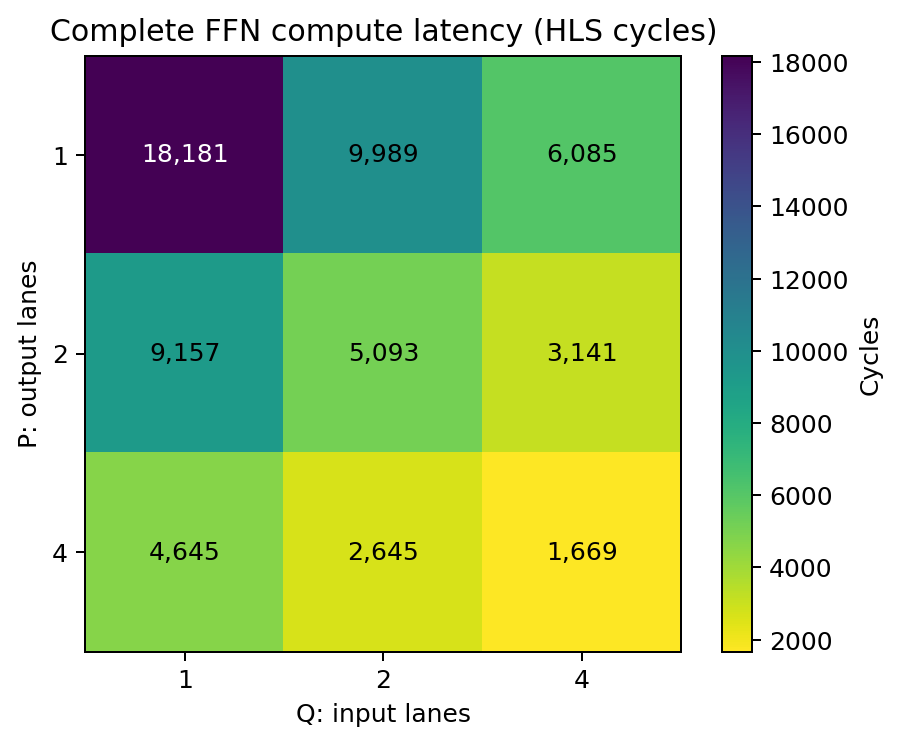 Complete FFN compute latency (HLS cycles)
18000
1 18,181 9,989 6,085
16000
14000
12000
P: output lanes
2 9,157 5,093 3,141
10000
Cycles
8000
6000
4 4,645 2,645 1,669
4000
2000
1 2 4
Q: input lanes